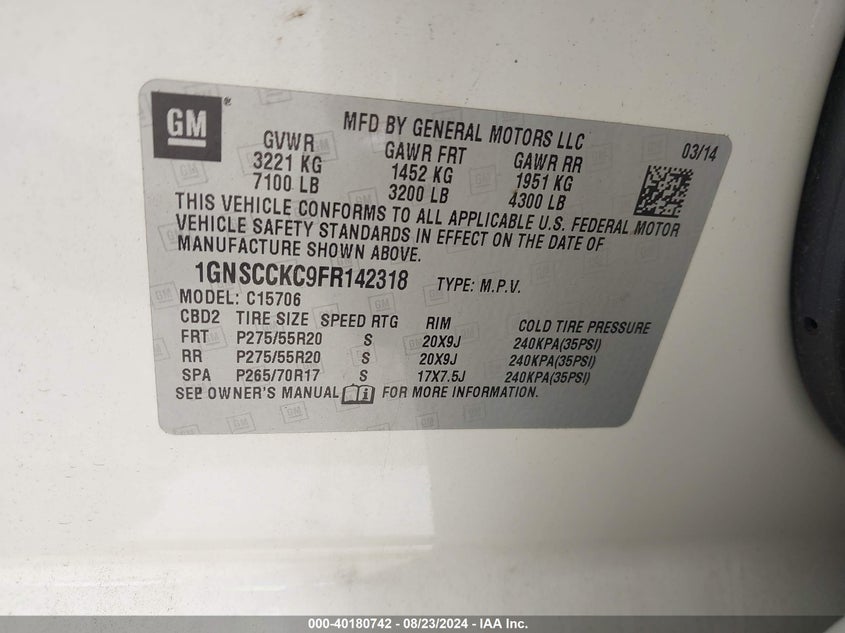 GM ®
MFD BY GENERAL MOTORS LLC 03/14
GVWR GAWR FRT GAWR RR
3221 KG 1452 KG 1951 KG
7100 LB 3200 LB 4300 LB
THIS VEHICLE CONFORMS TO ALL APPLICABLE U.S. FEDERAL MOTOR
VEHICLE SAFETY STANDARDS IN EFFECT ON THE DATE OF
MANUFACTURE SHOWN ABOVE.
1GNSCCKC9FR142318 TYPE: M.P.V.
MODEL: C15706
CBD2 TIRE SIZE SPEED RTG RIM COLD TIRE PRESSURE
FRT P275/55R20 S 20X9J 240KPA(35PSI)
RR P275/55R20 S 20X9J 240KPA(35PSI)
SPA P265/70R17 S 17X7.5J 240KPA(35PSI)
SEE OWNER'S MANUAL FOR MORE INFORMATION.
000-40180742 - 08/23/2024 - IAA Inc.